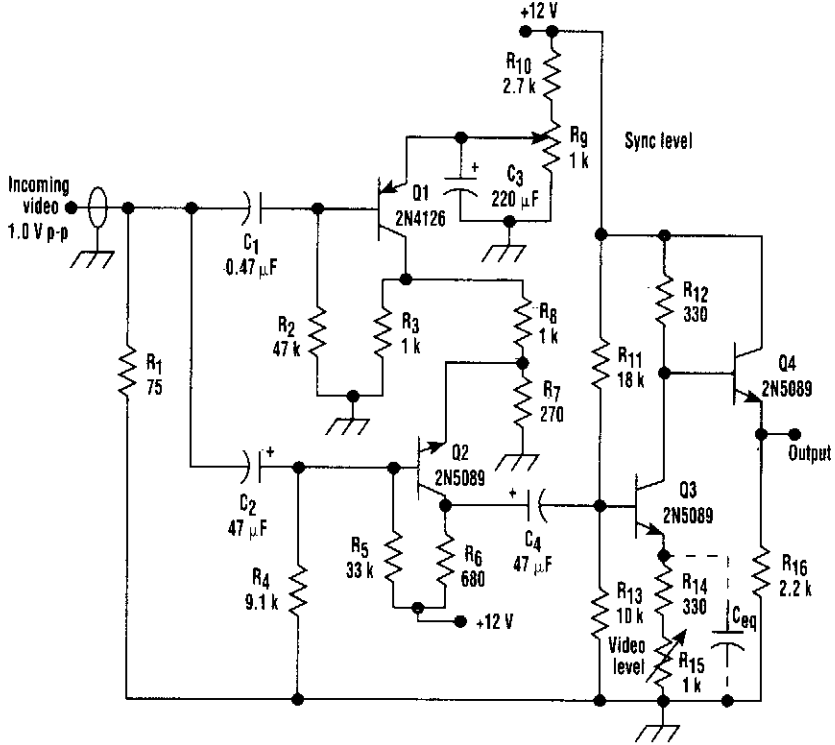 +12 V
R10
2.7 k
R9
1 k
Sync level
Incoming
video
1.0 V p-p
Q1
2N4126
C3
220 µF
+
C1
0.47 µF
R2
47 k
R3
1 k
R8
1 k
R12
330
R1
75
R11
18 k
Q4
2N5089
R7
270
Output
Q2
2N5089
+
C2
47 µF
+
C4
47 µF
Q3
2N5089
R5
33 k
R6
680
R4
9.1 k
R13
10 k
R14
330
R16
2.2 k
Ceq
+12 V
Video
level
R15
1 k